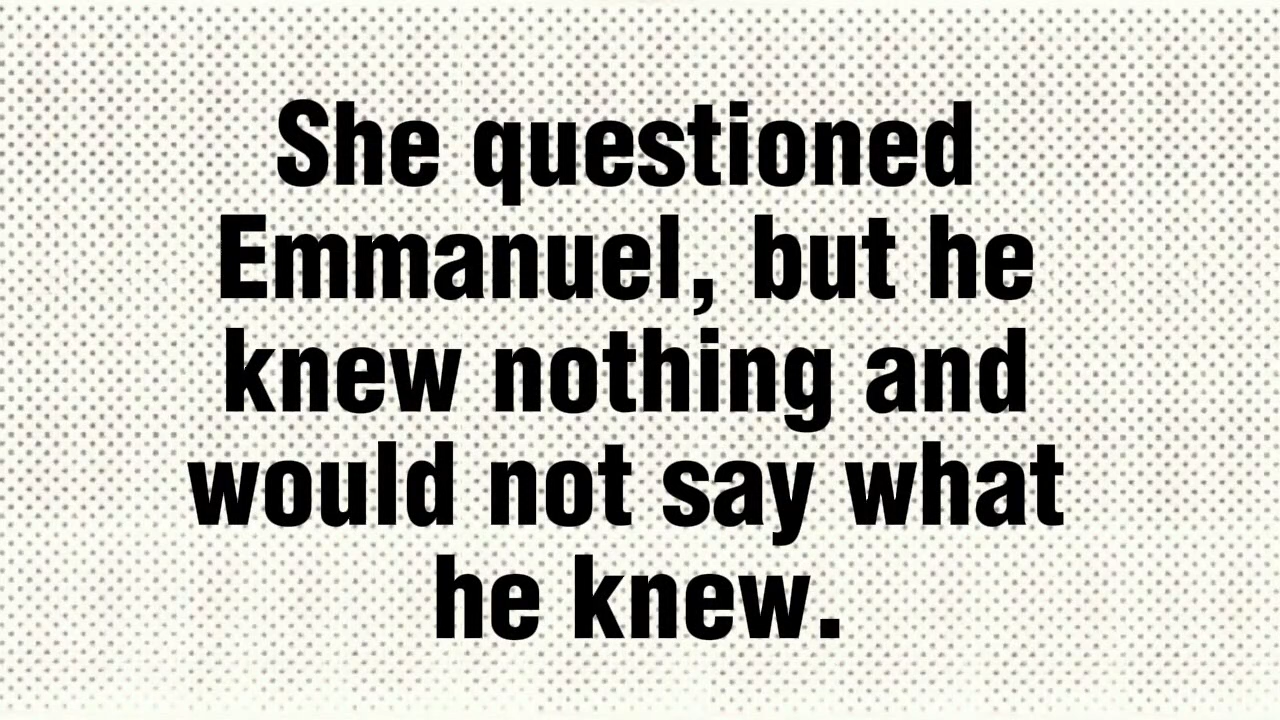 She questioned
Emmanuel, but he
knew nothing and
would not say what
he knew.